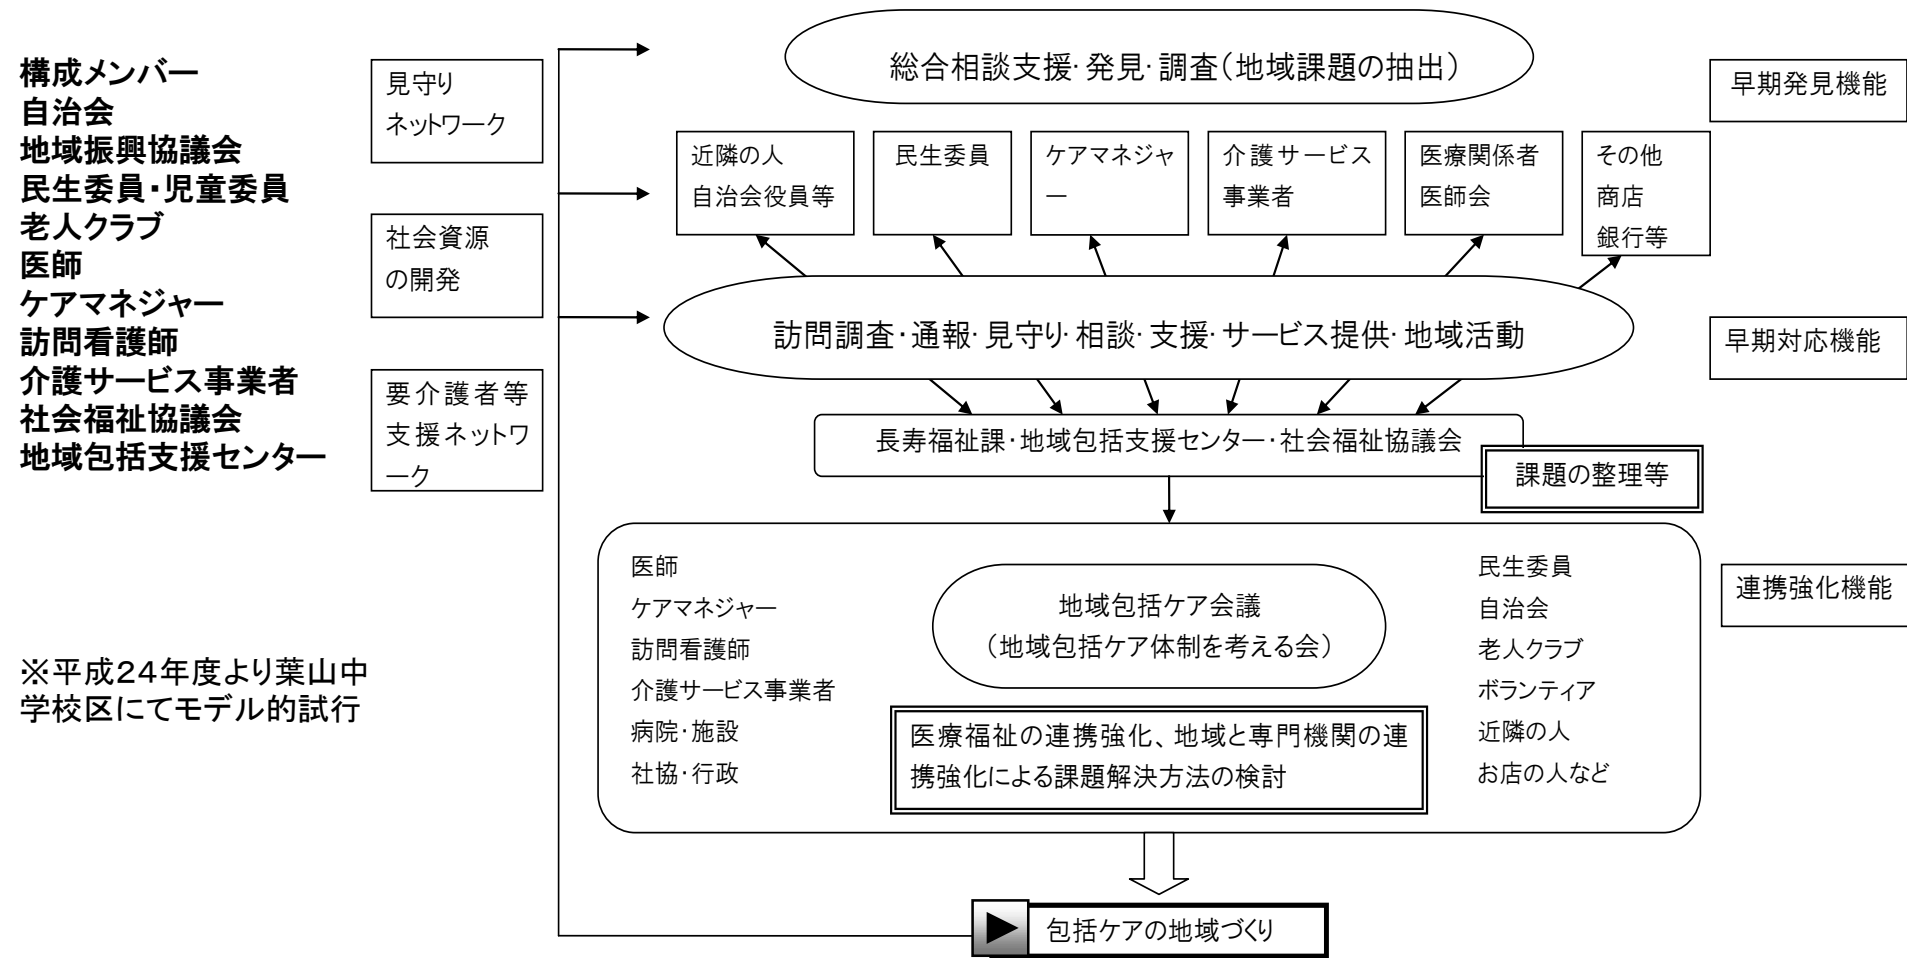 構成メンバー
自治会
地域振興協議会
民生委員・児童委員
老人クラブ
医師
ケアマネジャー
訪問看護師
介護サービス事業者
社会福祉協議会
地域包括支援センター
※平成24年度より葉山中
学校区にてモデル的試行
見守り
ネットワーク
社会資源
の開発
要介護者等
支援ネットワ
ーク
総合相談支援・発見・調査（地域課題の抽出）
近隣の人
自治会役員等
民生委員
ケアマネジャ
ー
介護サービス
事業者
医療関係者
医師会
その他
商店
銀行等
訪問調査・通報・見守り・相談・支援・サービス提供・地域活動
長寿福祉課・地域包括支援センター・社会福祉協議会
課題の整理等
医師
ケアマネジャー
訪問看護師
介護サービス事業者
病院・施設
社協・行政
地域包括ケア会議
（地域包括ケア体制を考える会）
医療福祉の連携強化、地域と専門機関の連
携強化による課題解決方法の検討
民生委員
自治会
老人クラブ
ボランティア
近隣の人
お店の人など
包括ケアの地域づくり
早期発見機能
早期対応機能
連携強化機能